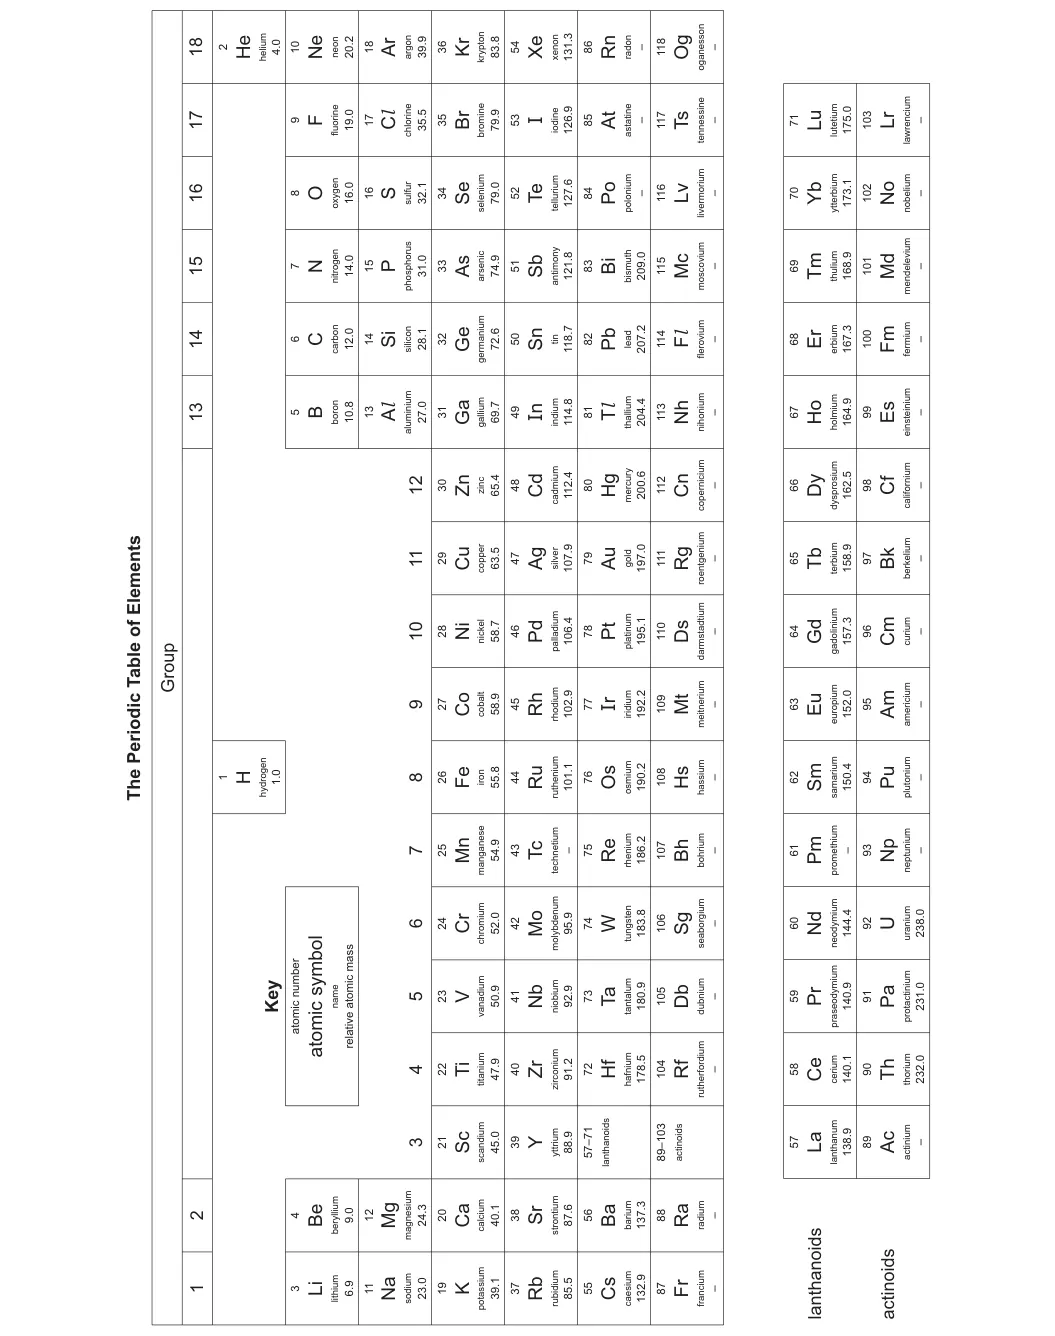 The Periodic Table of Elements
Group
1 2 3 4 5 6 7 8 9 10 11 12 13 14 15 16 17 18
1
H
hydrogen
1.0
2
He
helium
4.0
Key
atomic number
atomic symbol
name
relative atomic mass
3
Li
lithium
6.9
4
Be
beryllium
9.0
5
B
boron
10.8
6
C
carbon
12.0
7
N
nitrogen
14.0
8
O
oxygen
16.0
9
F
fluorine
19.0
10
Ne
neon
20.2
11
Na
sodium
23.0
12
Mg
magnesium
24.3
13
Al
aluminium
27.0
14
Si
silicon
28.1
15
P
phosphorus
31.0
16
S
sulfur
32.1
17
Cl
chlorine
35.5
18
Ar
argon
39.9
19
K
potassium
39.1
20
Ca
calcium
40.1
21
Sc
scandium
45.0
22
Ti
titanium
47.9
23
V
vanadium
50.9
24
Cr
chromium
52.0
25
Mn
manganese
54.9
26
Fe
iron
55.8
27
Co
cobalt
58.9
28
Ni
nickel
58.7
29
Cu
copper
63.5
30
Zn
zinc
65.4
31
Ga
gallium
69.7
32
Ge
germanium
72.6
33
As
arsenic
74.9
34
Se
selenium
79.0
35
Br
bromine
79.9
36
Kr
krypton
83.8
37
Rb
rubidium
85.5
38
Sr
strontium
87.6
39
Y
yttrium
88.9
40
Zr
zirconium
91.2
41
Nb
niobium
92.9
42
Mo
molybdenum
95.9
43
Tc
technetium
–
44
Ru
ruthenium
101.1
45
Rh
rhodium
102.9
46
Pd
palladium
106.4
47
Ag
silver
107.9
48
Cd
cadmium
112.4
49
In
indium
114.8
50
Sn
tin
118.7
51
Sb
antimony
121.8
52
Te
tellurium
127.6
53
I
iodine
126.9
54
Xe
xenon
131.3
55
Cs
caesium
132.9
56
Ba
barium
137.3
57–71
lanthanoids
72
Hf
hafnium
178.5
73
Ta
tantalum
180.9
74
W
tungsten
183.8
75
Re
rhenium
186.2
76
Os
osmium
190.2
77
Ir
iridium
192.2
78
Pt
platinum
195.1
79
Au
gold
197.0
80
Hg
mercury
200.6
81
Tl
thallium
204.4
82
Pb
lead
207.2
83
Bi
bismuth
209.0
84
Po
polonium
–
85
At
astatine
–
86
Rn
radon
–
87
Fr
francium
–
88
Ra
radium
–
89–103
actinoids
104
Rf
rutherfordium
–
105
Db
dubnium
–
106
Sg
seaborgium
–
107
Bh
bohrium
–
108
Hs
hassium
–
109
Mt
meitnerium
–
110
Ds
darmstadtium
–
111
Rg
roentgenium
–
112
Cn
copernicium
–
113
Nh
nihonium
–
114
Fl
flerovium
–
115
Mc
moscovium
–
116
Lv
livermorium
–
117
Ts
tennessine
–
118
Og
oganesson
–
lanthanoids
57
La
lanthanum
138.9
58
Ce
cerium
140.1
59
Pr
praseodymium
140.9
60
Nd
neodymium
144.4
61
Pm
promethium
–
62
Sm
samarium
150.4
63
Eu
europium
152.0
64
Gd
gadolinium
157.3
65
Tb
terbium
158.9
66
Dy
dysprosium
162.5
67
Ho
holmium
164.9
68
Er
erbium
167.3
69
Tm
thulium
168.9
70
Yb
ytterbium
173.1
71
Lu
lutetium
175.0
actinoids
89
Ac
actinium
–
90
Th
thorium
232.0
91
Pa
protactinium
231.0
92
U
uranium
238.0
93
Np
neptunium
–
94
Pu
plutonium
–
95
Am
americium
–
96
Cm
curium
–
97
Bk
berkelium
–
98
Cf
californium
–
99
Es
einsteinium
–
100
Fm
fermium
–
101
Md
mendelevium
–
102
No
nobelium
–
103
Lr
lawrencium
–